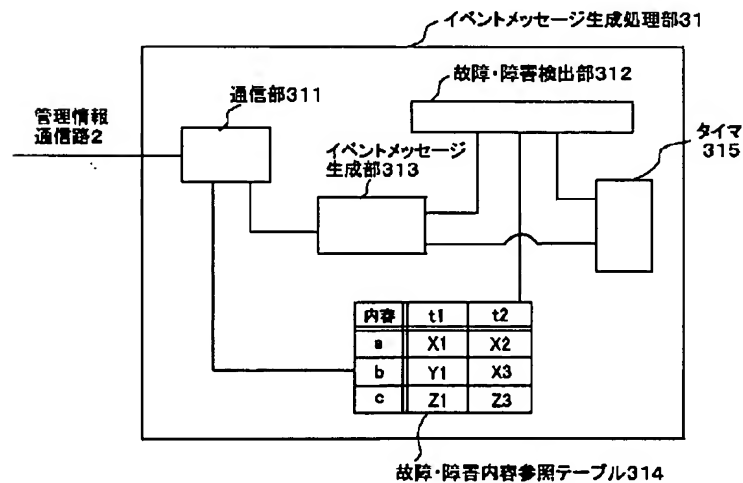 イベントメッセージ生成処理部31
故障・障害検出部312
通信部311
管理情報
通信路2
イベントメッセージ
生成部313
タイマ
315
内容 t1 t2
a X1 X2
b Y1 X3
c Z1 Z3
故障・障害内容参照テーブル314